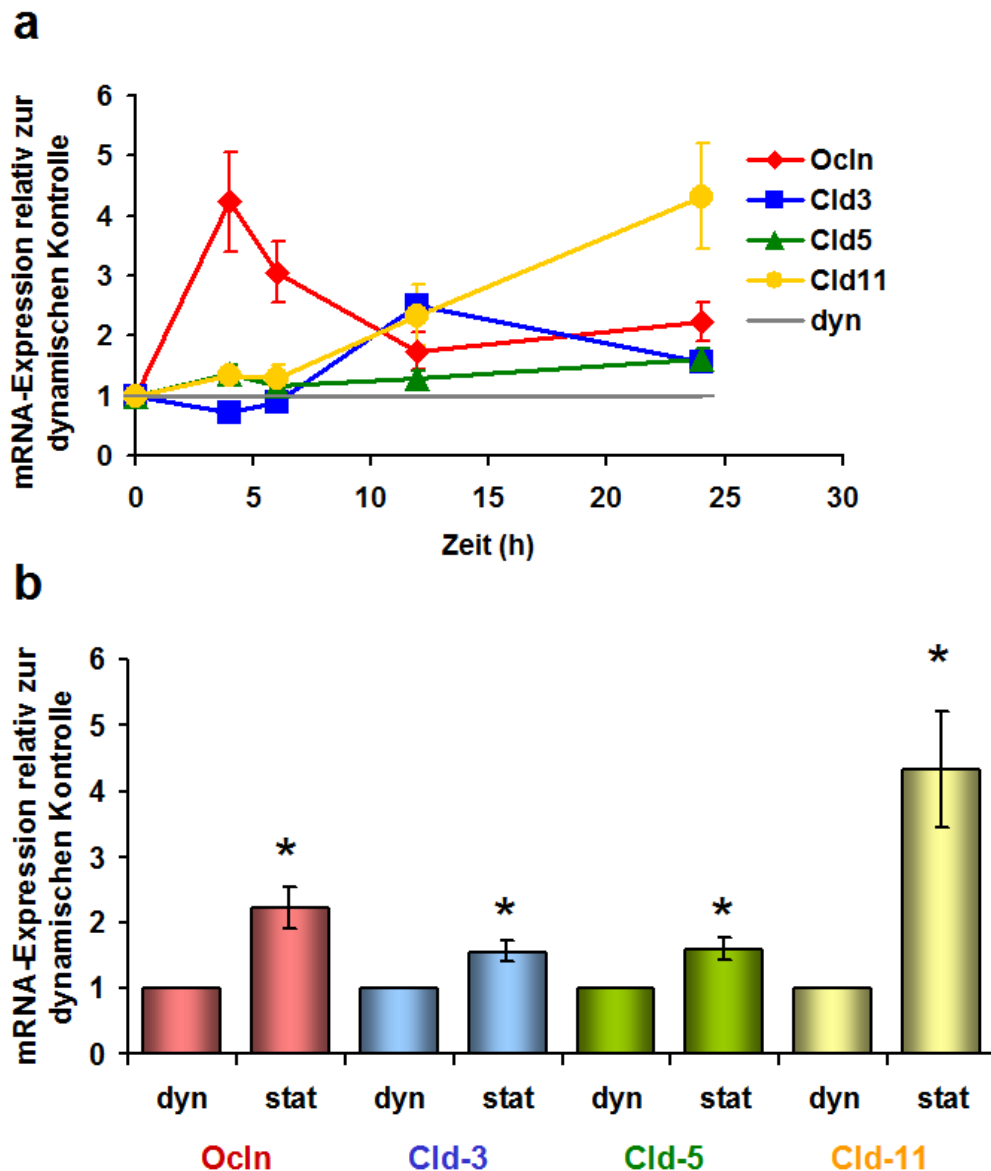 a
mRNA-Expression relativ zur
dynamischen Kontrolle
6
5
4
3
2
1
0
0 5 10 15 20 25 30
Zeit (h)
Ocln
Cld3
Cld5
Cld11
dyn
b
mRNA-Expression relativ zur
dynamischen Kontrolle
6
5
4
3
2
1
0
* * * *
dyn stat dyn stat dyn stat dyn stat
Ocln Cld-3 Cld-5 Cld-11